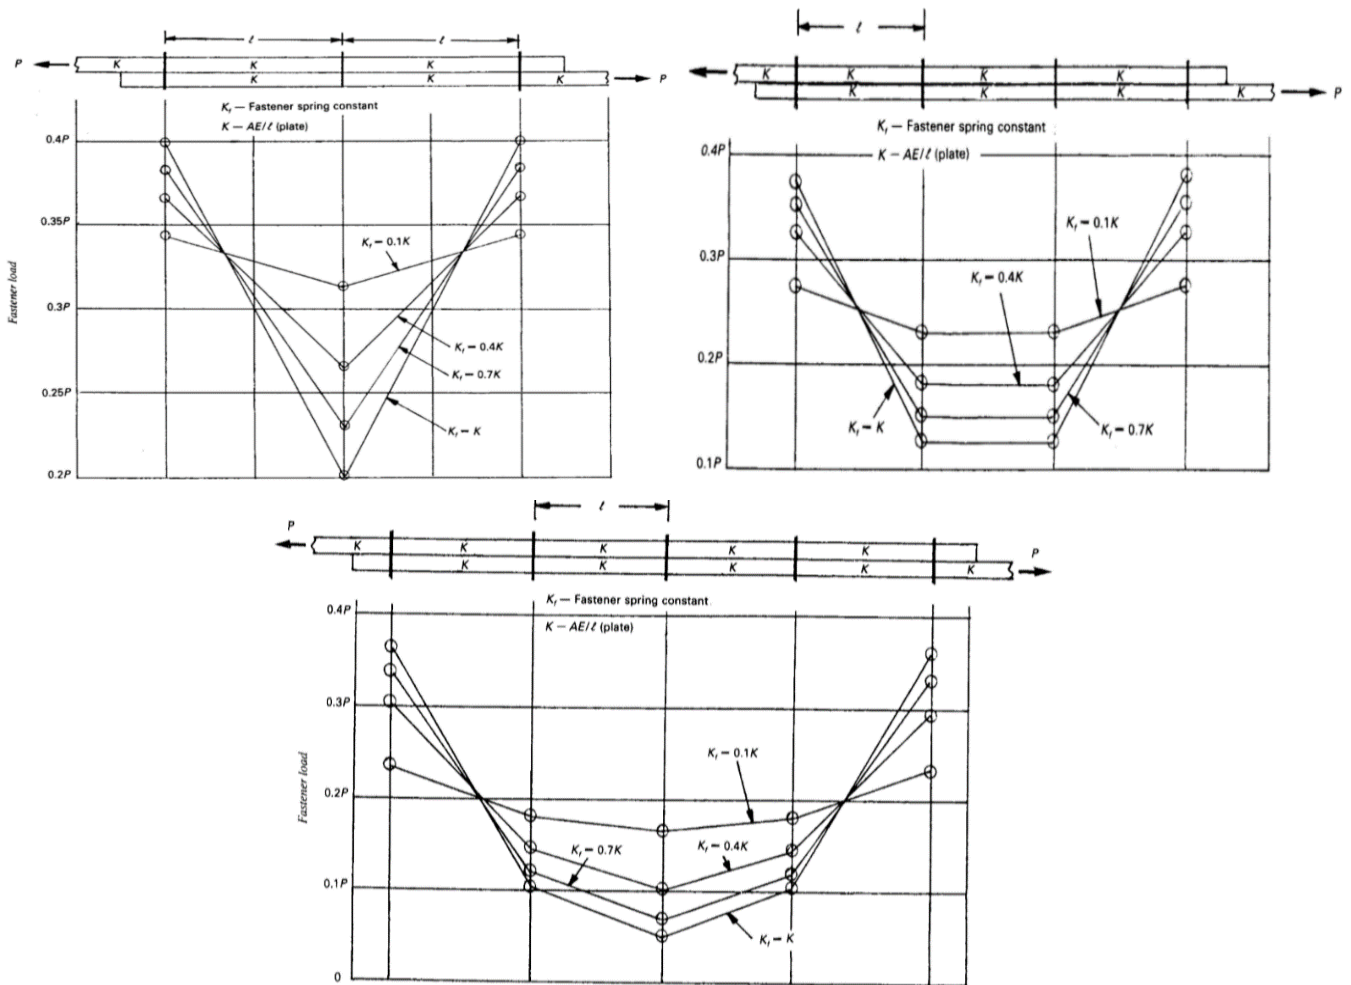 ℓ ℓ
P K K K
K K K P
Kf — Fastener spring constant
K — AE/ℓ (plate)
0.4P
0.35P
0.3P
0.25P
0.2P
Fastener load
Kf — 0.1K
Kf — 0.4K
Kf — 0.7K
Kf — K
ℓ
K K K K
K K K K P
Kf — Fastener spring constant
K — AE/ℓ (plate)
0.4P
0.3P
0.2P
0.1P
Kf — 0.1K
Kf — 0.4K
Kf — K
Kf — 0.7K
ℓ
P
K K K K K
K K K K K
P
Kf — Fastener spring constant
K — AE/ℓ (plate)
0.4P
0.3P
0.2P
0.1P
0
Fastener load
Kf — 0.1K
Kf — 0.7K
Kf — 0.4K
Kf — K